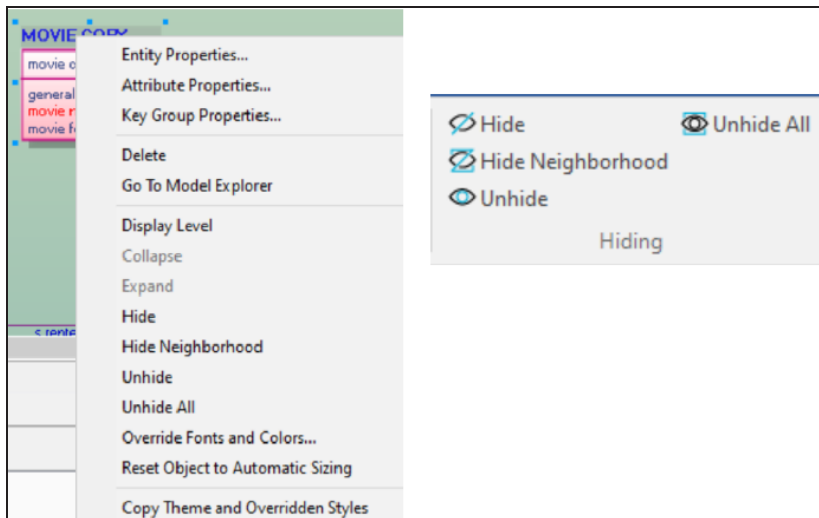 MOVIE COPY
movie
general
movie
movie
Entity Properties...
Attribute Properties...
Key Group Properties...
Delete
Go To Model Explorer
Display Level
Collapse
Expand
Hide
Hide Neighborhood
Unhide
Unhide All
Override Fonts and Colors...
Reset Object to Automatic Sizing
Copy Theme and Overridden Styles
Hide
Unhide All
Hide Neighborhood
Unhide
Hiding